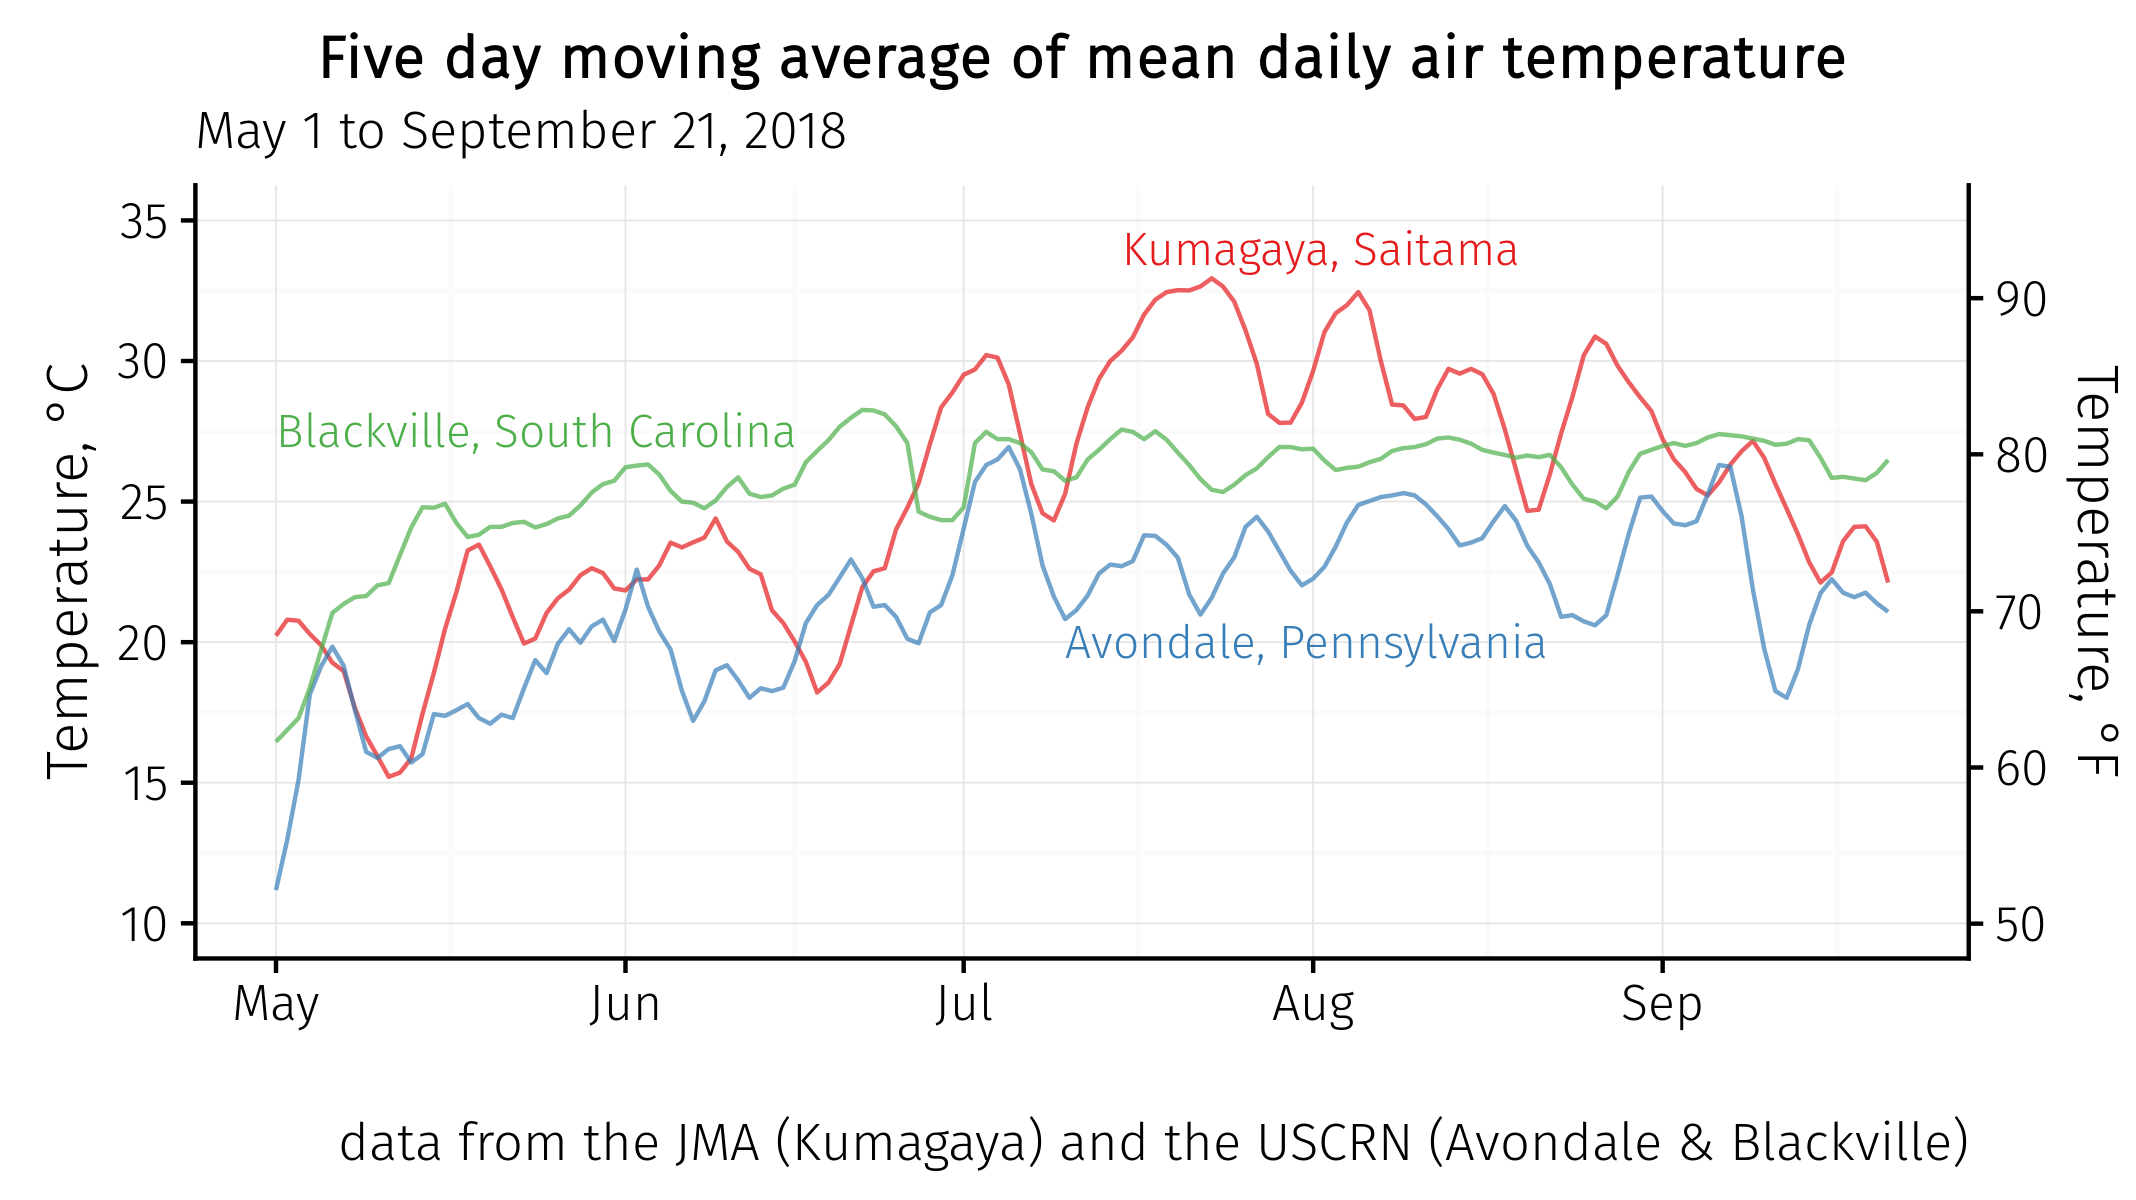 Five day moving average of mean daily air temperature
May 1 to September 21, 2018
Temperature, °C
35
30
25
20
15
10
Kumagaya, Saitama
Blackville, South Carolina
Avondale, Pennsylvania
90
80
70
60
50
Temperature, °F
May Jun Jul Aug Sep
data from the JMA (Kumagaya) and the USCRN (Avondale & Blackville)